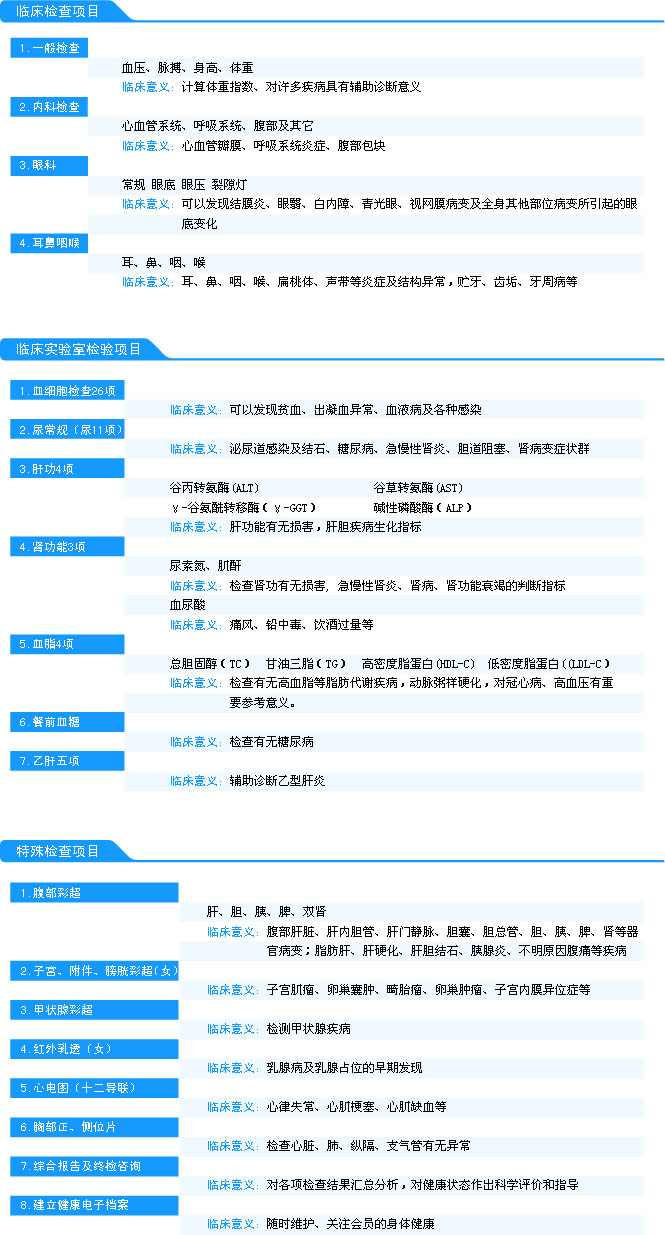 临床检查项目
1.一般检查
血压、脉搏、身高、体重
临床意义：计算体重指数、对许多疾病具有辅助诊断意义
2.内科检查
心血管系统、呼吸系统、腹部及其它
临床意义：心血管瓣膜、呼吸系统炎症、腹部包块
3.眼科
常规 眼底 眼压 裂隙灯
临床意义：可以发现结膜炎、眼翳、白内障、青光眼、视网膜病变及全身其他部位病变所引起的眼
底变化
4.耳鼻咽喉
耳、鼻、咽、喉
临床意义：耳、鼻、咽、喉、扁桃体、声带等炎症及结构异常，贮牙、齿垢、牙周病等
临床实验室检验项目
1.血细胞检查26项
临床意义：可以发现贫血、出凝血异常、血液病及各种感染
2.尿常规（尿11项）
临床意义：泌尿道感染及结石、糖尿病、急慢性肾炎、胆道阻塞、肾病变症状群
3.肝功4项
谷丙转氨酶(ALT) 谷草转氨酶(AST)
γ-谷氨酰转移酶（γ-GGT） 碱性磷酸酶（ALP）
临床意义：肝功能有无损害，肝胆疾病生化指标
4.肾功能3项
尿素氮、肌酐
临床意义：检查肾功有无损害, 急慢性肾炎、肾病、肾功能衰竭的判断指标
血尿酸
临床意义：痛风、铅中毒、饮酒过量等
5.血脂4项
总胆固醇（TC） 甘油三脂（TG） 高密度脂蛋白(HDL-C) 低密度脂蛋白((LDL-C）
临床意义：检查有无高血脂等脂肪代谢疾病，动脉粥样硬化，对冠心病、高血压有重
要参考意义。
6.餐前血糖
临床意义：检查有无糖尿病
7.乙肝五项
临床意义：辅助诊断乙型肝炎
特殊检查项目
1.腹部彩超
肝、胆、胰、脾、双肾
临床意义：腹部肝脏、肝内胆管、肝门静脉、胆囊、胆总管、胆、胰、脾、肾等器
官病变；脂肪肝、肝硬化、肝胆结石、胰腺炎、不明原因腹痛等疾病
2.子宫、附件、膀胱彩超(女)
临床意义：子宫肌瘤、卵巢囊肿、畸胎瘤、卵巢肿瘤、子宫内膜异位症等
3.甲状腺彩超
临床意义：检测甲状腺疾病
4.红外乳透（女）
临床意义：乳腺病及乳腺占位的早期发现
5.心电图（十二导联）
临床意义：心律失常、心肌梗塞、心肌缺血等
6.胸部正、侧位片
临床意义：检查心脏、肺、纵隔、支气管有无异常
7.综合报告及终检咨询
临床意义：对各项检查结果汇总分析，对健康状态作出科学评价和指导
8.建立健康电子档案
临床意义：随时维护、关注会员的身体健康